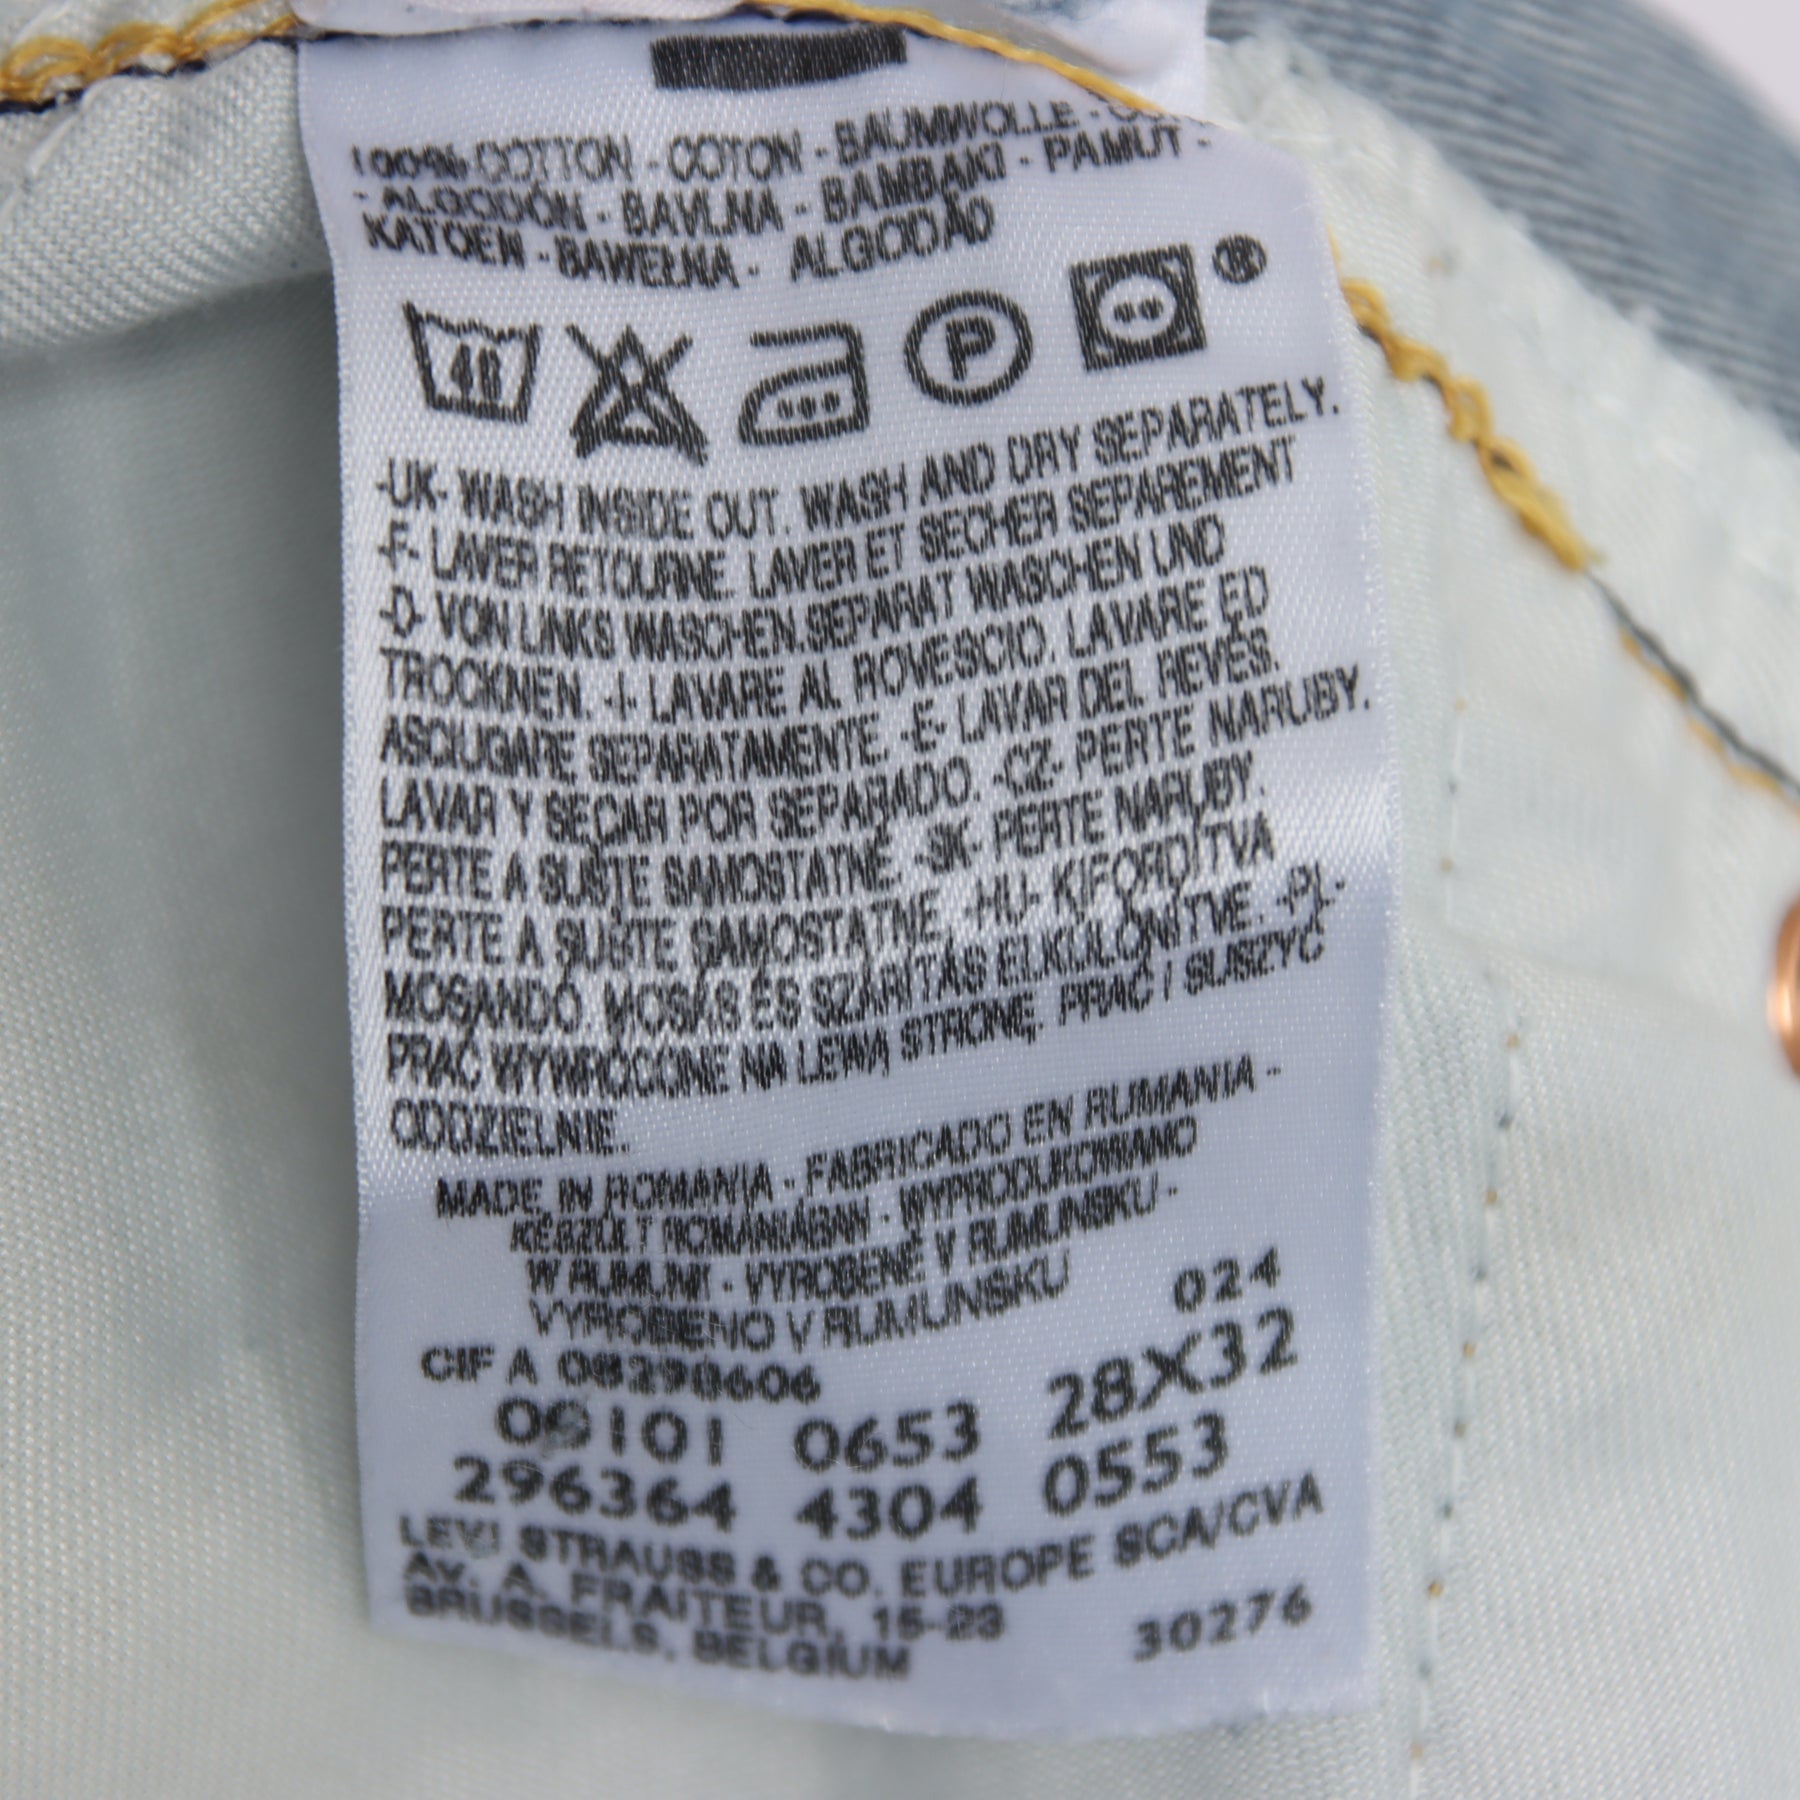 100% COTTON - COTON - BAUMWOLLE -
- ALGODÓN - BAVLNA - BAMBAKI - PAMUT -
KATOEN - BAWEŁNA - ALGODÃO
40
P
®
-UK- WASH INSIDE OUT. WASH AND DRY SEPARATELY.
-F- LAVER RETOURNE. LAVER ET SECHER SEPAREMENT
-D- VON LINKS WASCHEN.SEPARAT WASCHEN UND
TROCKNEN. -I- LAVARE AL ROVESCIO. LAVARE ED
ASCIUGARE SEPARATAMENTE. -E- LAVAR DEL REVÉS.
LAVAR Y SECAR POR SEPARADO. -CZ- PERTE NARUBY.
PERTE A SUŠTE SAMOSTATNĚ. -SK- PERTE NARUBY.
PERTE A SUŠTE SAMOSTATNE. -HU- KIFORDÍTVA
MOSANDÓ. MOSÁS ÉS SZÁRÍTÁS ELKÜLÖNÍTVE. -PL-
PRAĆ WYWRÓCONE NA LEWĄ STRONĘ. PRAĆ I SUSZYĆ
ODDZIELNIE.
MADE IN ROMANIA - FABRICADO EN RUMANIA -
KÉSZÜLT ROMÁNIÁBAN - WYPRODUKOWANO
W RUMUNII - VYROBENÉ V RUMUNSKU -
VYROBENO V RUMUNSKU
024
CIF A 08298606
28X32
00101 0653
296364 4304 0553
LEVI STRAUSS & CO. EUROPE SCA/CVA
AV. A. FRAITEUR, 15-23
BRUSSELS, BELGIUM
30276